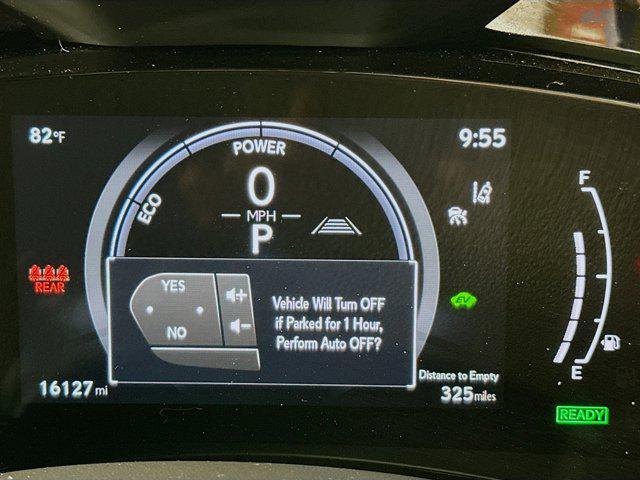 82°F
9:55
POWER
ECO
0
MPH
P
REAR
YES
NO
Vehicle Will Turn OFF
if Parked for 1 Hour,
Perform Auto OFF?
EV
F
E
16127 mi
Distance to Empty
325 miles
READY